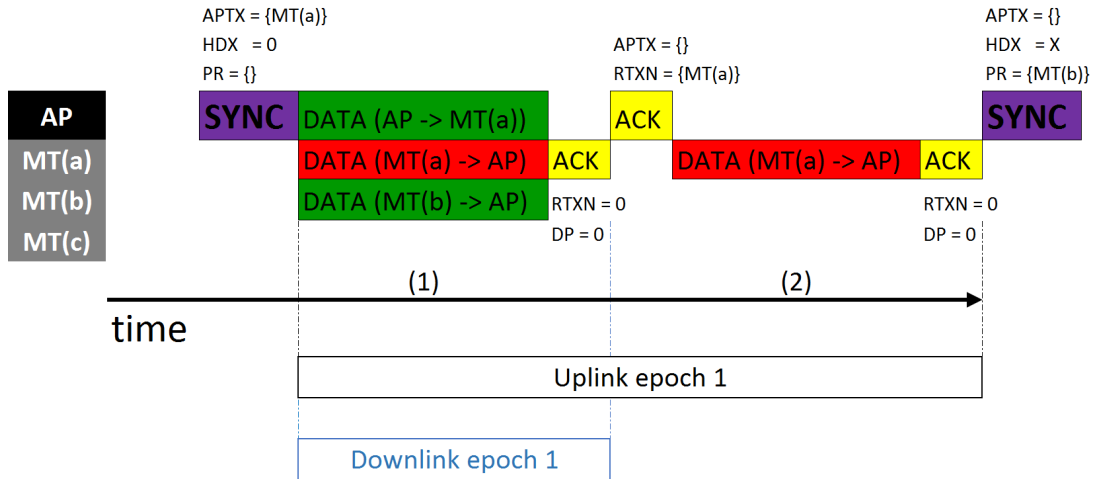 APTX = {MT(a)}
HDX = 0
PR = {}
APTX = {}
RTXN = {MT(a)}
APTX = {}
HDX = X
PR = {MT(b)}
AP
SYNC
DATA (AP -> MT(a))
ACK
SYNC
MT(a)
DATA (MT(a) -> AP)
ACK
DATA (MT(a) -> AP)
ACK
MT(b)
DATA (MT(b) -> AP)
RTXN = 0
DP = 0
RTXN = 0
DP = 0
MT(c)
(1)
(2)
time
Uplink epoch 1
Downlink epoch 1